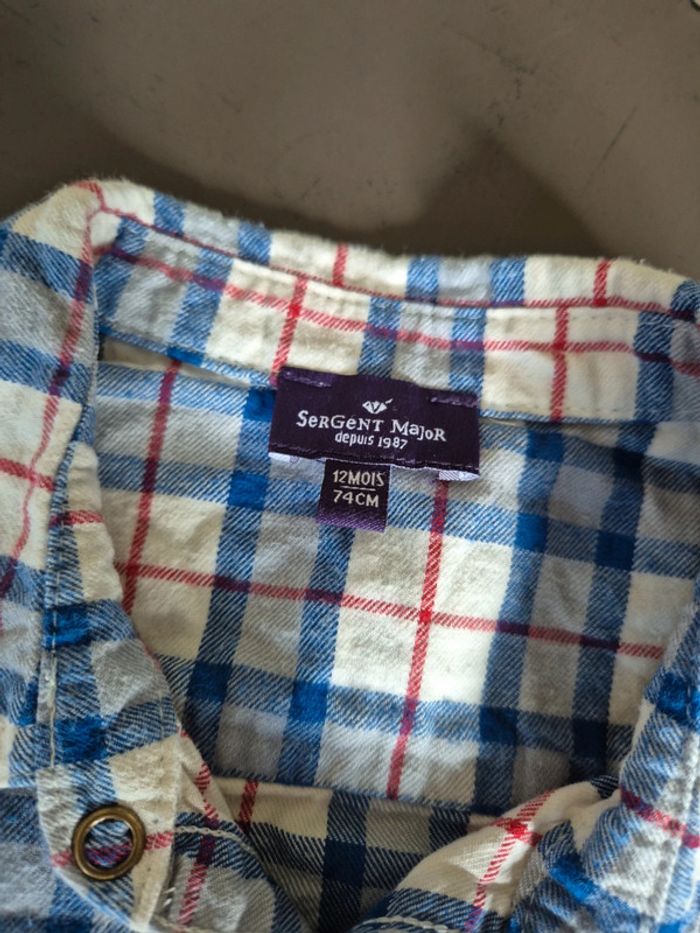 SerGeNT MaJoR
depuis 1987
12MOIS
74CM